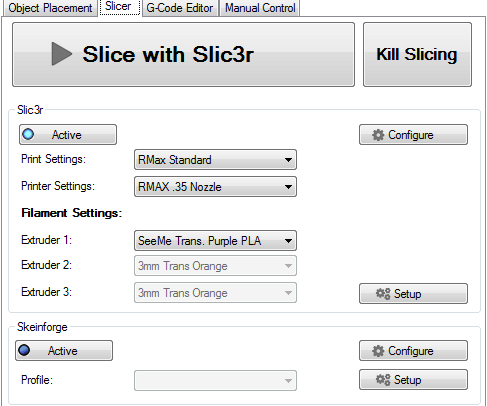 Object Placement Slicer G-Code Editor Manual Control
Slice with Slic3r Kill Slicing
Slic3r
Active Configure
Print Settings: RMax Standard
Printer Settings: RMAX .35 Nozzle
Filament Settings:
Extruder 1: SeeMe Trans. Purple PLA
Extruder 2: 3mm Trans Orange
Extruder 3: 3mm Trans Orange Setup
Skeinforge
Active Configure
Profile: Setup